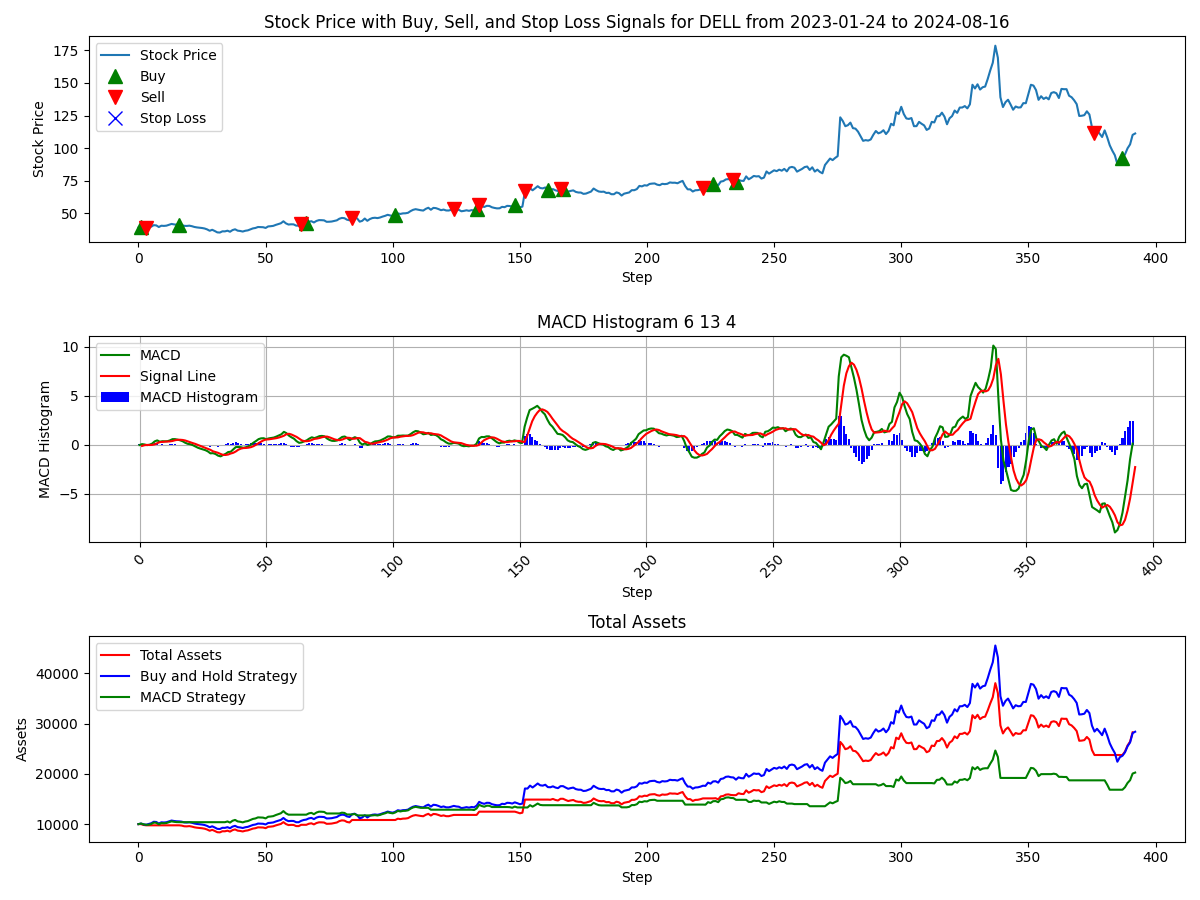 Stock Price with Buy, Sell, and Stop Loss Signals for DELL from 2023-01-24 to 2024-08-16
Stock Price
175
150
125
100
75
50
Stock Price
Buy
Sell
Stop Loss
0 50 100 150 200 250 300 350 400
Step
MACD Histogram 6 13 4
MACD Histogram
10
5
0
−5
MACD
Signal Line
MACD Histogram
0 50 100 150 200 250 300 350 400
Step
Total Assets
Assets
40000
30000
20000
10000
Total Assets
Buy and Hold Strategy
MACD Strategy
0 50 100 150 200 250 300 350 400
Step